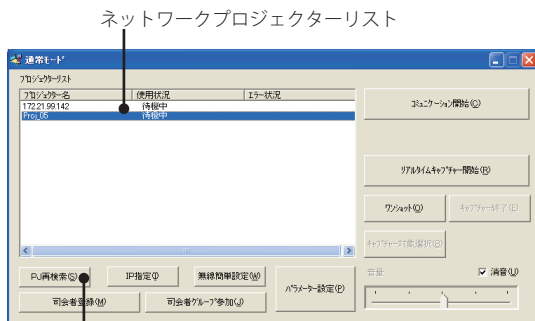 ネットワークプロジェクターリスト
通常モード
プロジェクターリスト
プロジェクター名 使用状況 エラー状況
172.21.99.142 待機中
Proj_05 待機中
コミュニケーション開始(C)
リアルタイムキャプチャー開始(R)
ワンショット(O) キャプチャー終了(E)
キャプチャー対象選択(B)
PJ再検索(S) IP指定(I) 無線簡単設定(W) パラメーター設定(P)
音量 消音(U)
司会者登録(M) 司会者グループ参加(J)